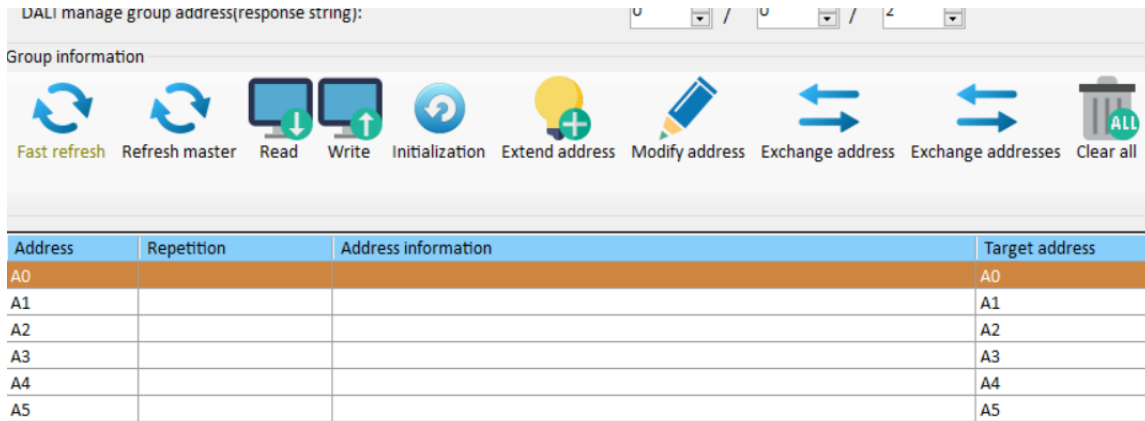 DALI manage group address(response string): 0 / 0 / 2
Group information
ALL
Fast refresh Refresh master Read Write Initialization Extend address Modify address Exchange address Exchange addresses Clear all
Address Repetition Address information Target address
A0 A0
A1 A1
A2 A2
A3 A3
A4 A4
A5 A5